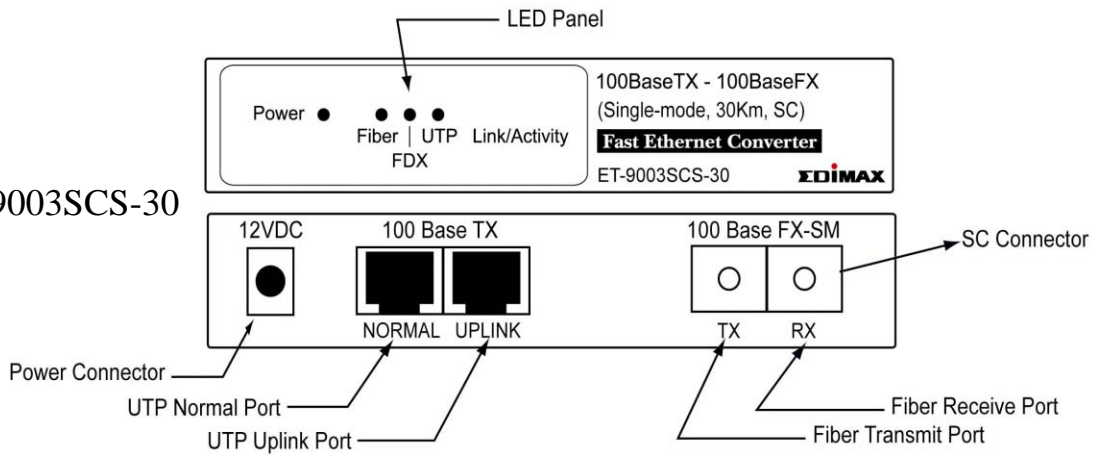 LED Panel
Power
Fiber UTP Link/Activity
FDX
100BaseTX - 100BaseFX
(Single-mode, 30Km, SC)
Fast Ethernet Converter
ET-9003SCS-30 EDIMAX
9003SCS-30
12VDC 100 Base TX 100 Base FX-SM
SC Connector
NORMAL UPLINK TX RX
Power Connector
UTP Normal Port
UTP Uplink Port
Fiber Receive Port
Fiber Transmit Port